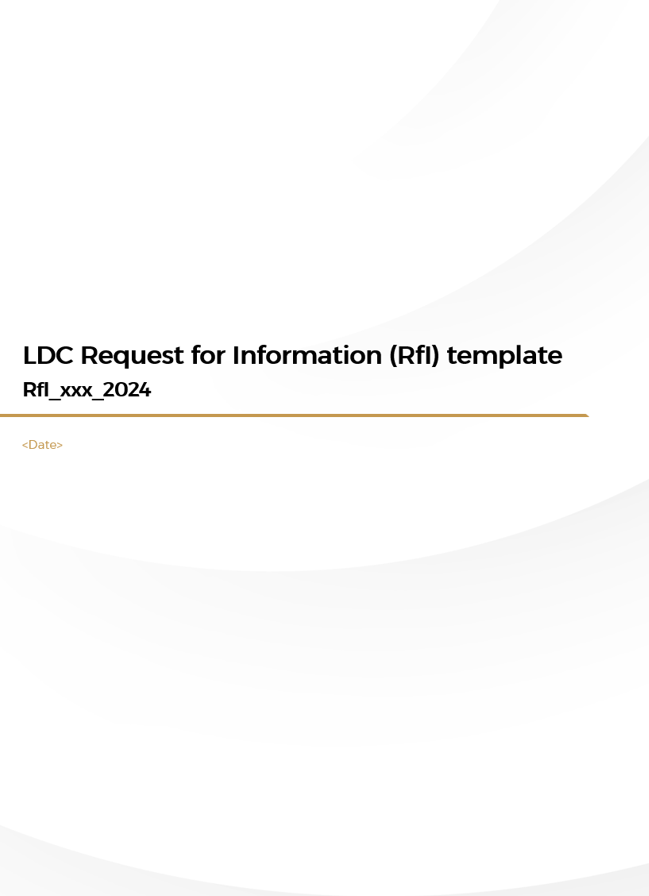 LDC Request for Information (RfI) template
RfI_xxx_2024
<Date>